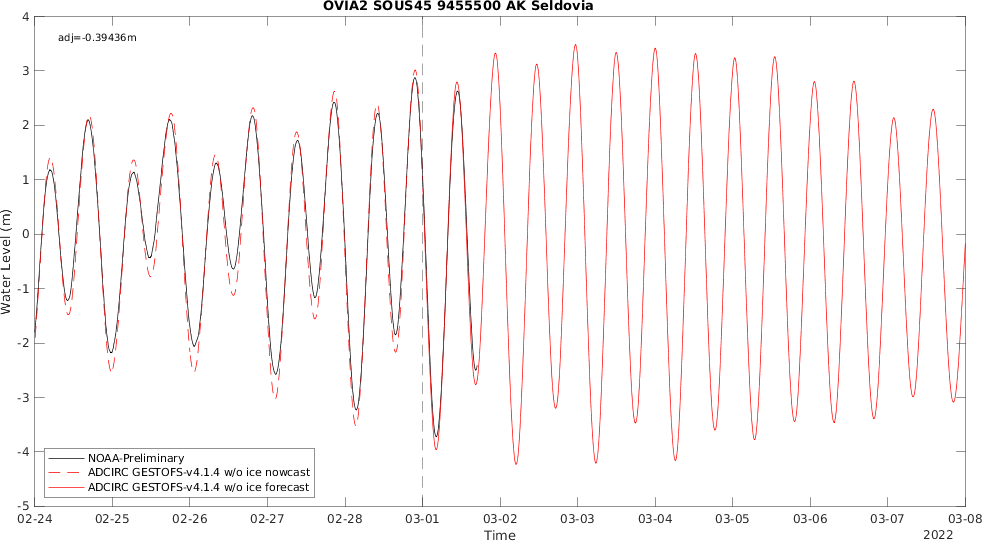 OVIA2 SOUS45 9455500 AK Seldovia
adj=-0.39436m
4
3
2
1
0
-1
-2
-3
-4
-5
Water Level (m)
NOAA-Preliminary
ADCIRC GESTOFS-v4.1.4 w/o ice nowcast
ADCIRC GESTOFS-v4.1.4 w/o ice forecast
02-24 02-25 02-26 02-27 02-28 03-01 03-02 03-03 03-04 03-05 03-06 03-07 03-08
Time
2022